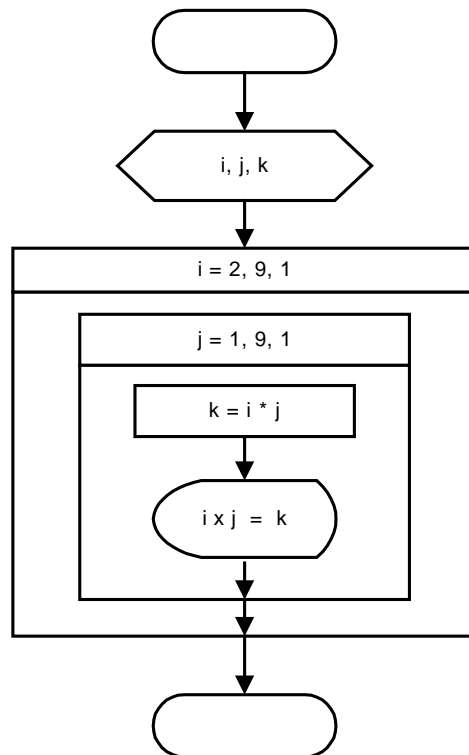 i, j, k
i = 2, 9, 1
j = 1, 9, 1
k = i * j
i x j = k